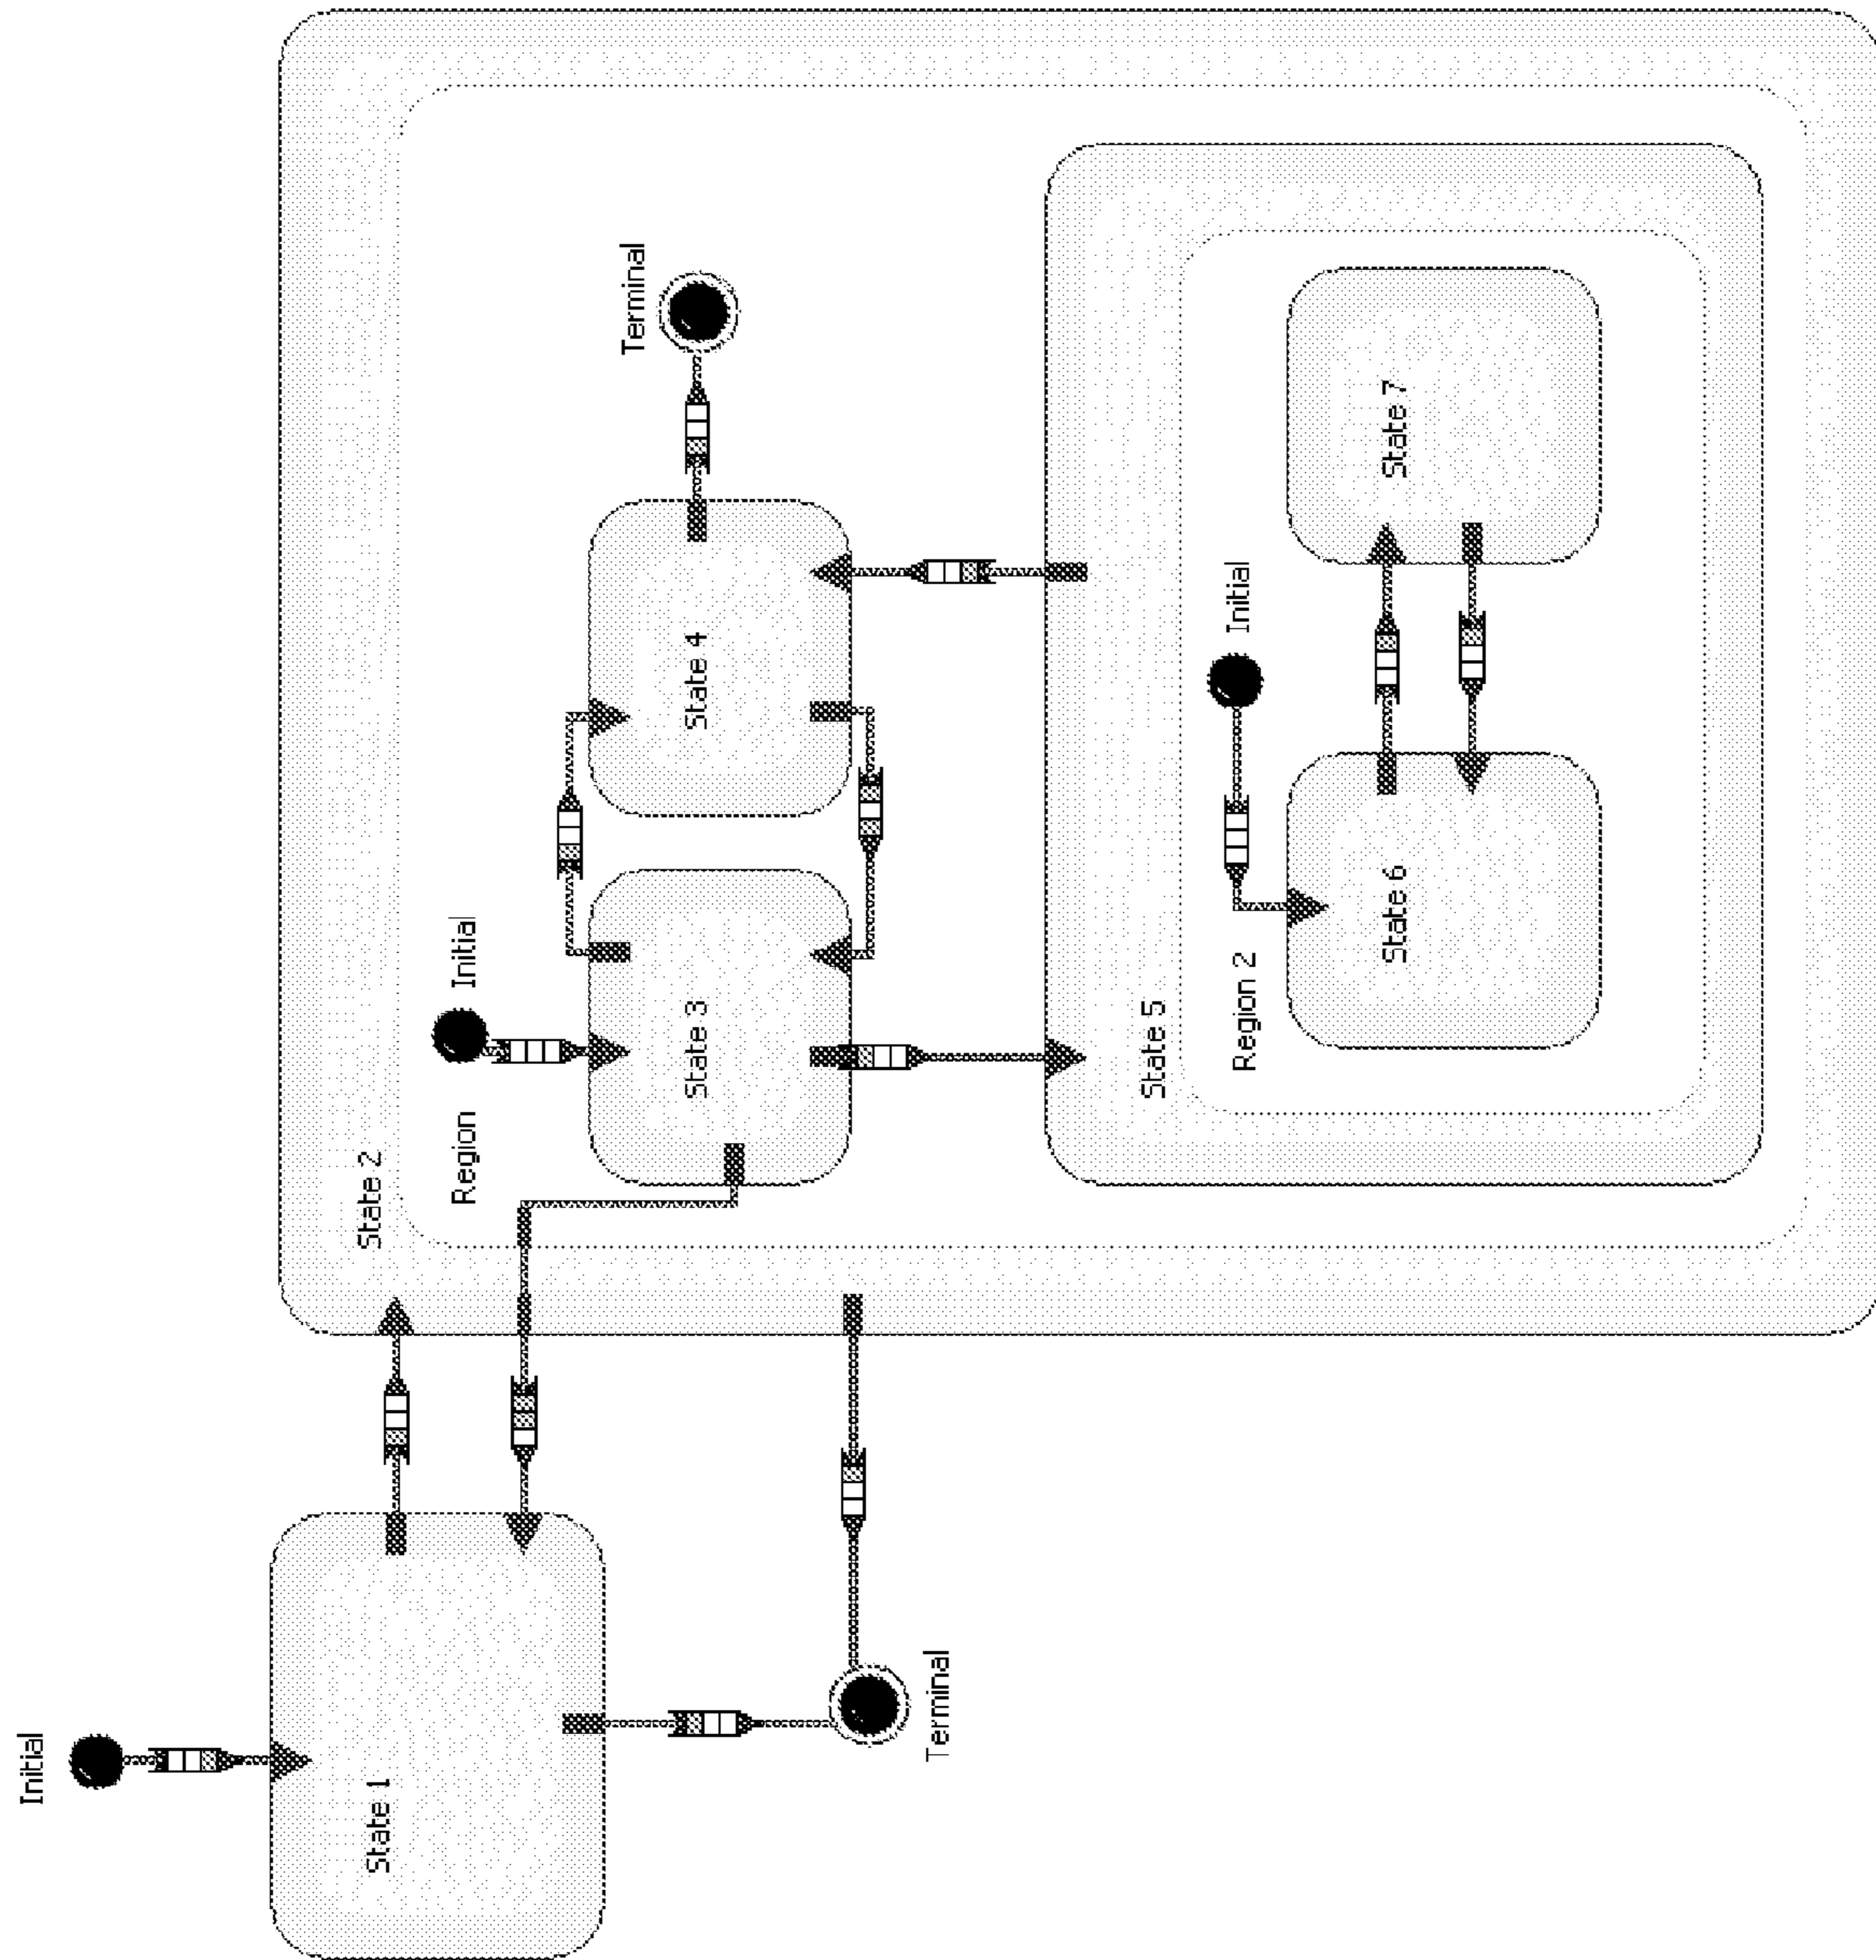 Initial
State 1
Terminal
State 2
Region
Initial
State 3
State 4
Terminal
State 5
Region 2
Initial
State 6
State 7